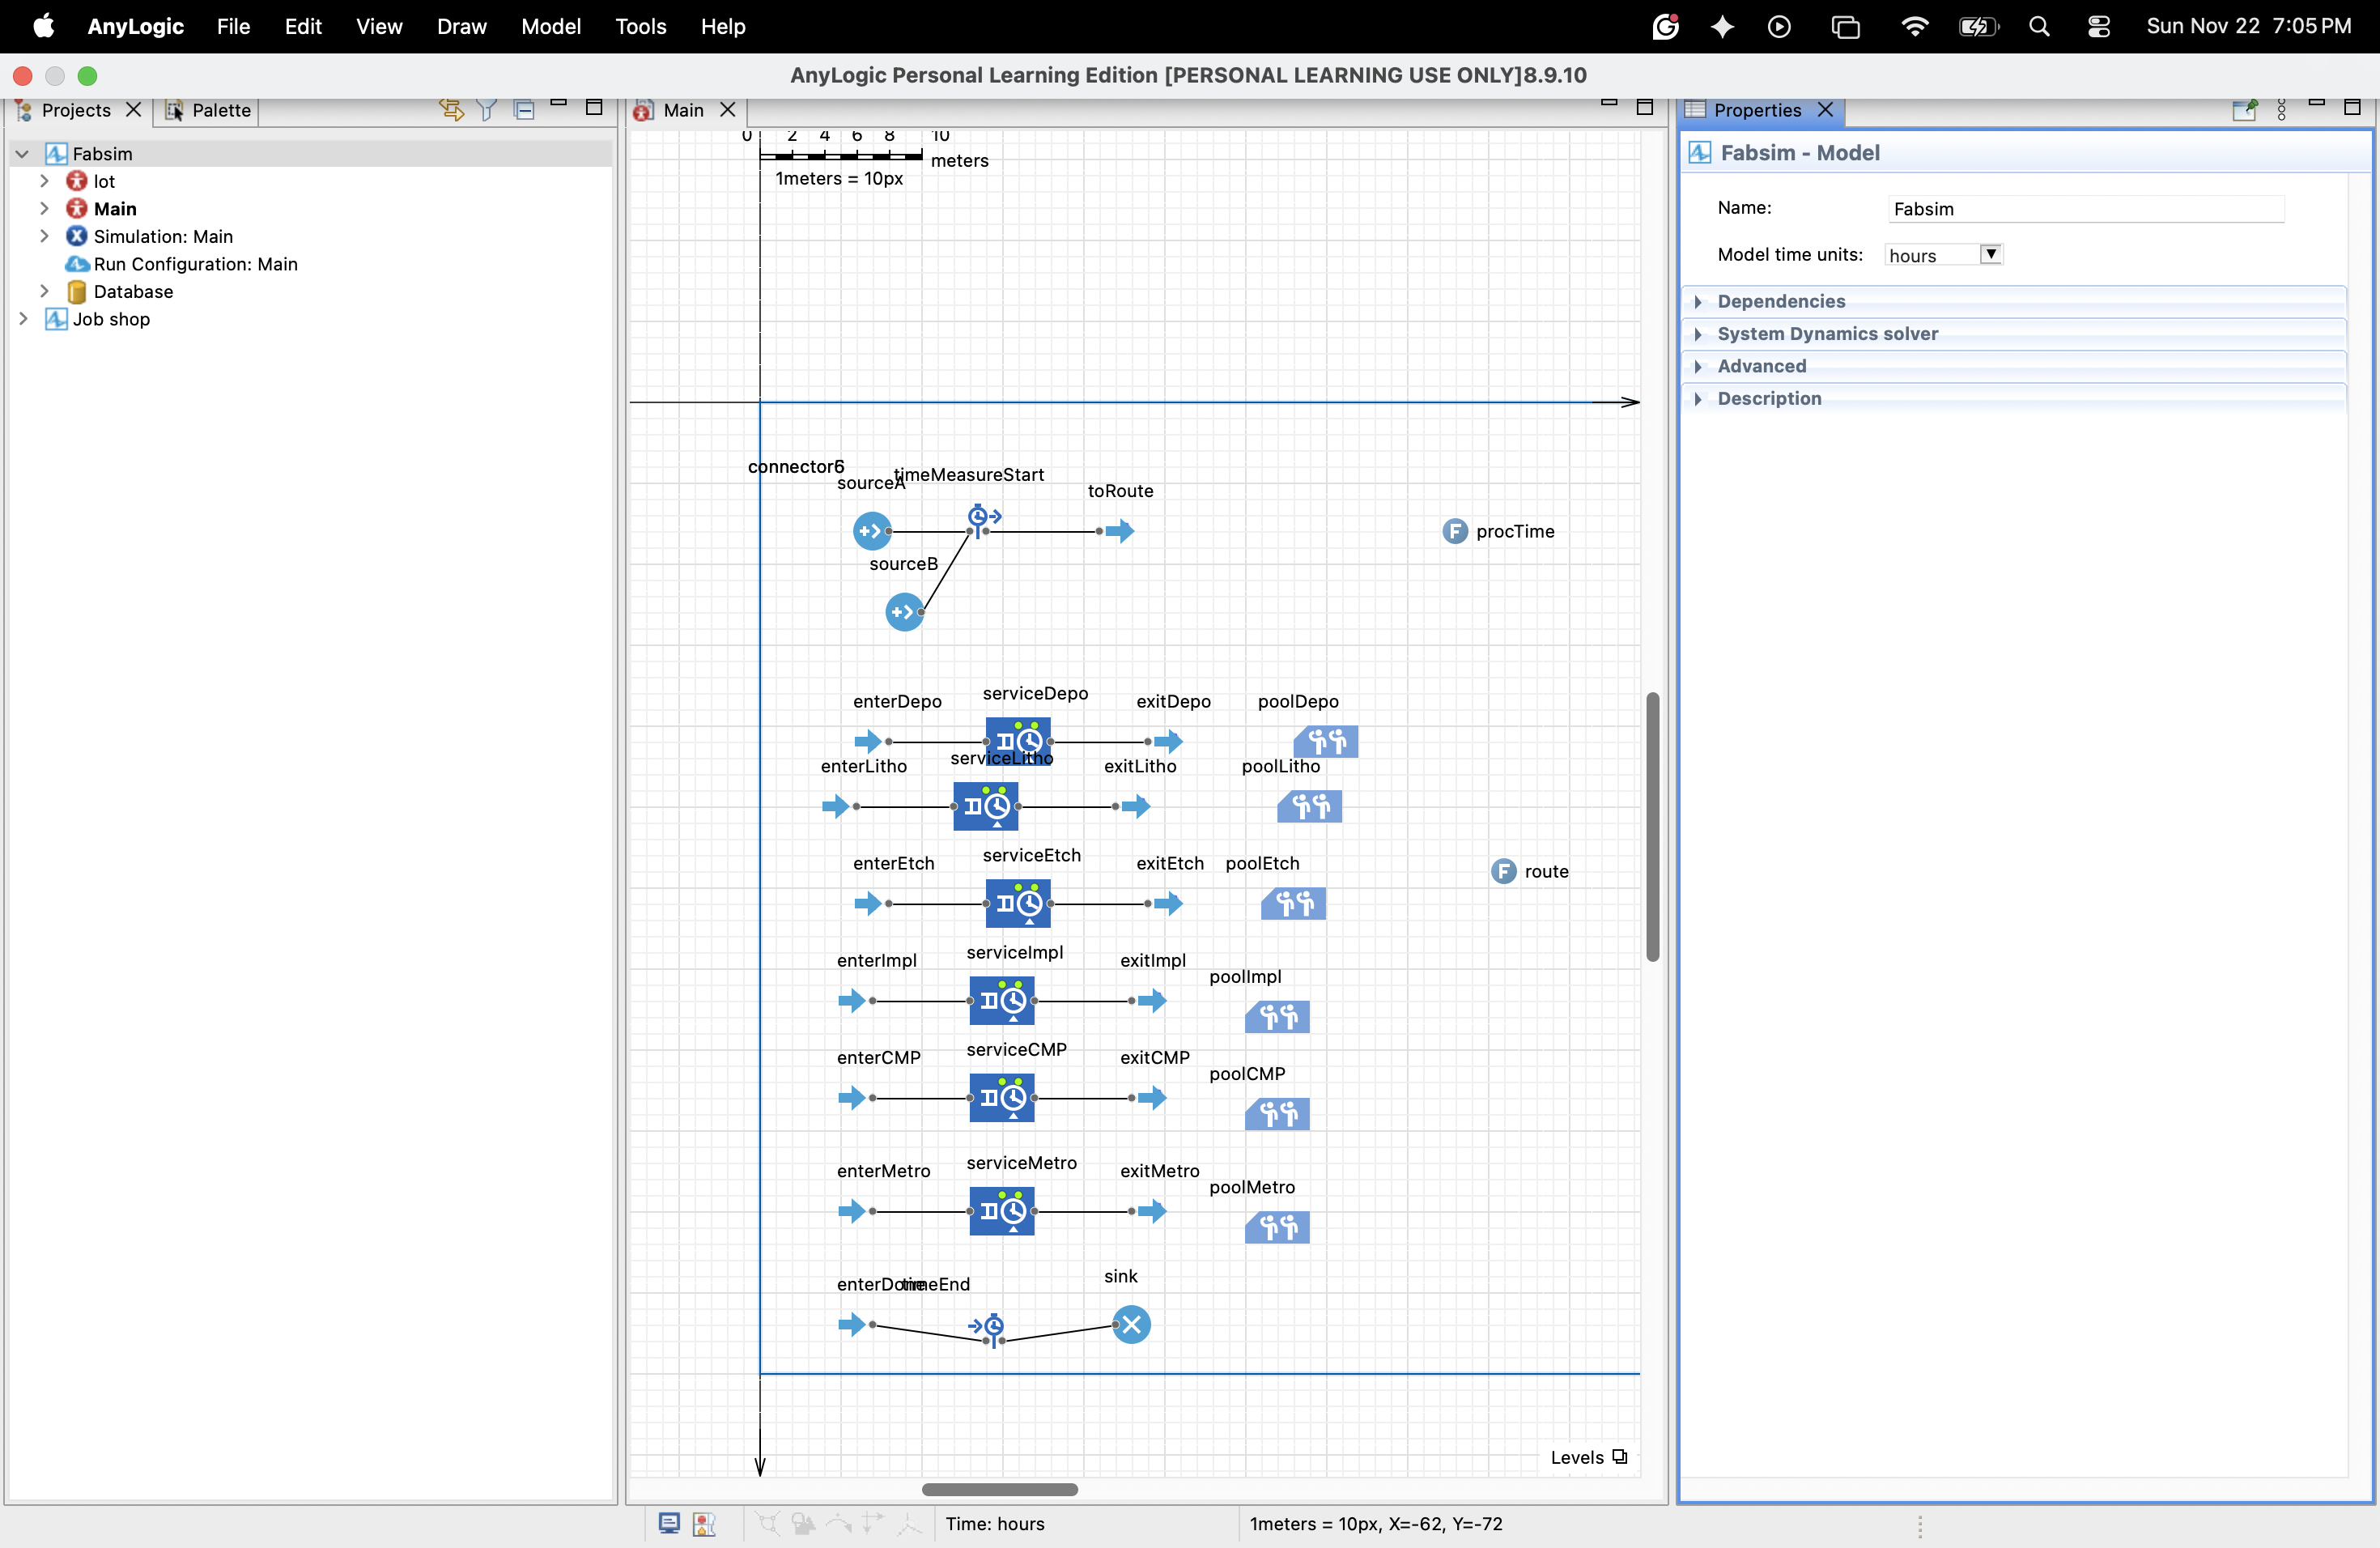 AnyLogic File Edit View Draw Model Tools Help Sun Nov 22 7:05 PM
AnyLogic Personal Learning Edition [PERSONAL LEARNING USE ONLY]8.9.10
Projects Palette
Fabsim
lot
Main
Simulation: Main
Run Configuration: Main
Database
Job shop
Main
0 2 4 6 8 10
meters
1meters = 10px
connector6
sourceA
timeMeasureStart
toRoute
procTime
sourceB
enterDepo serviceDepo exitDepo poolDepo
enterLitho serviceLitho exitLitho poolLitho
enterEtch serviceEtch exitEtch poolEtch
route
enterImpl serviceImpl exitImpl poolImpl
enterCMP serviceCMP exitCMP poolCMP
enterMetro serviceMetro exitMetro poolMetro
enterDone timeEnd sink
Levels
Properties
Fabsim - Model
Name: Fabsim
Model time units: hours
Dependencies
System Dynamics solver
Advanced
Description
Time: hours
1meters = 10px, X=-62, Y=-72